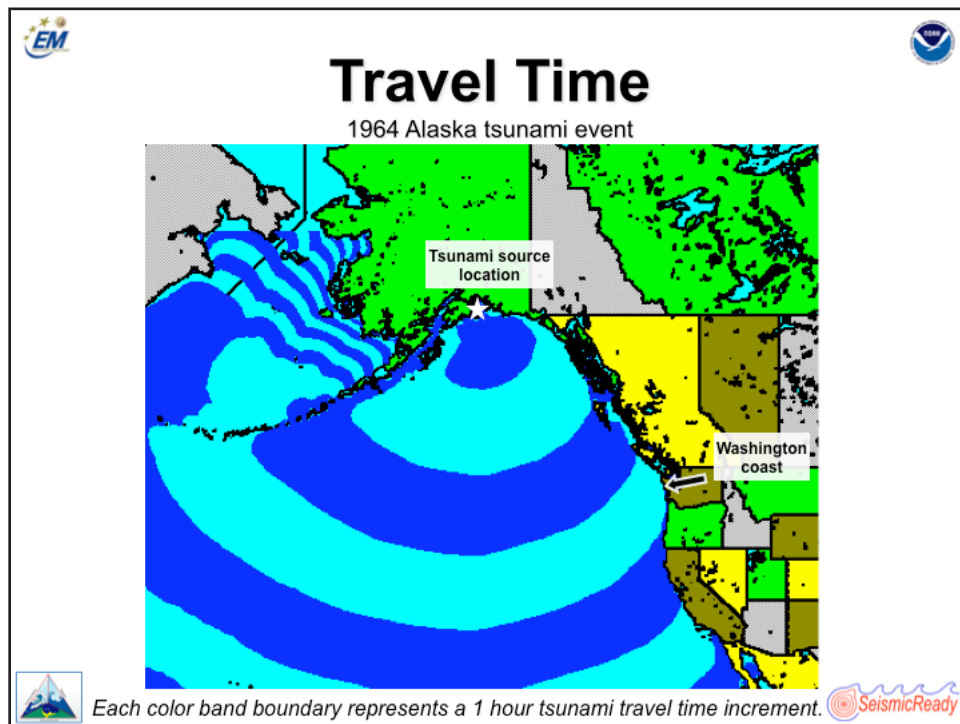 EM
NOAA
Travel Time
1964 Alaska tsunami event
Tsunami source
location
Washington
coast
Each color band boundary represents a 1 hour tsunami travel time increment.
SeismicReady